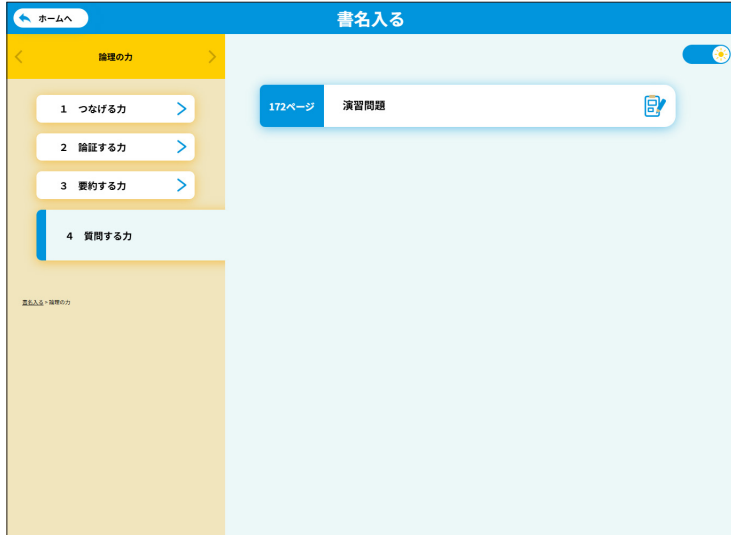 ホームへ
書名入る
論理の力
1 つなげる力
2 論証する力
3 要約する力
4 質問する力
書名入る>論理の力
172ページ 演習問題